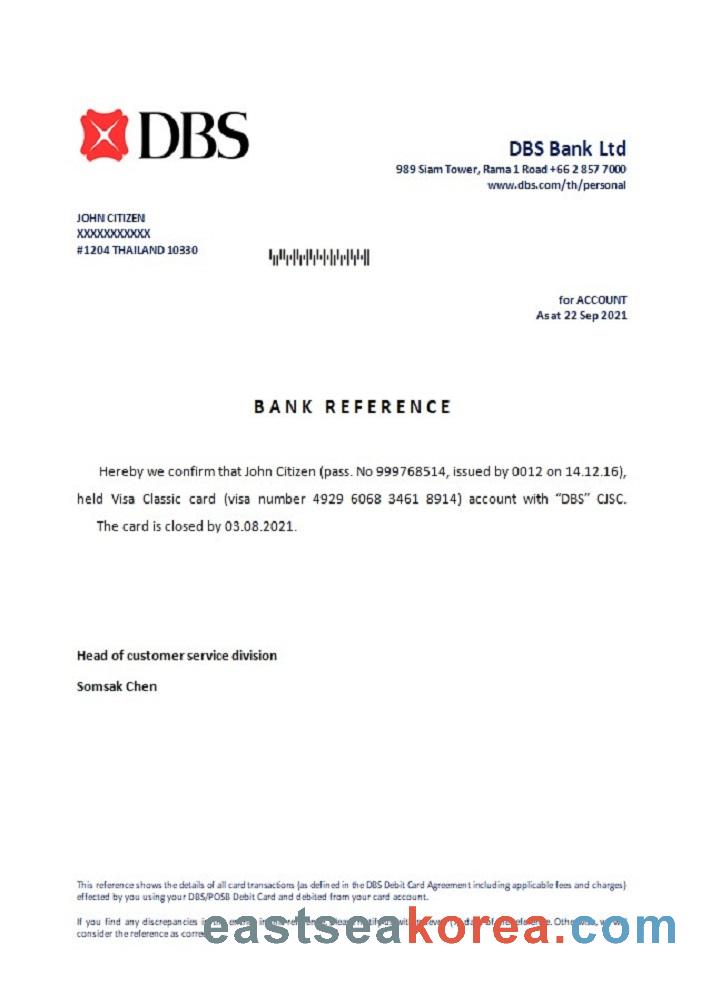 DBS
DBS Bank Ltd
989 Siam Tower, Rama 1 Road +66 2 857 7000
www.dbs.com/th/personal
JOHN CITIZEN
XXXXXXXXXXX
#1204 THAILAND 10330
for ACCOUNT
As at 22 Sep 2021
BANK REFERENCE
Hereby we confirm that John Citizen (pass. No 999768514, issued by 0012 on 14.12.16),
held Visa Classic card (visa number 4929 6068 3461 8914) account with “DBS” CJSC.
The card is closed by 03.08.2021.
Head of customer service division
Somsak Chen
This reference shows the details of all card transactions (as defined in the DBS Debit Card Agreement including applicable fees and charges)
effected by you using your DBS/POSB Debit Card and debited from your card account.
If you find any discrepancies
consider the reference as
eastseakorea.com